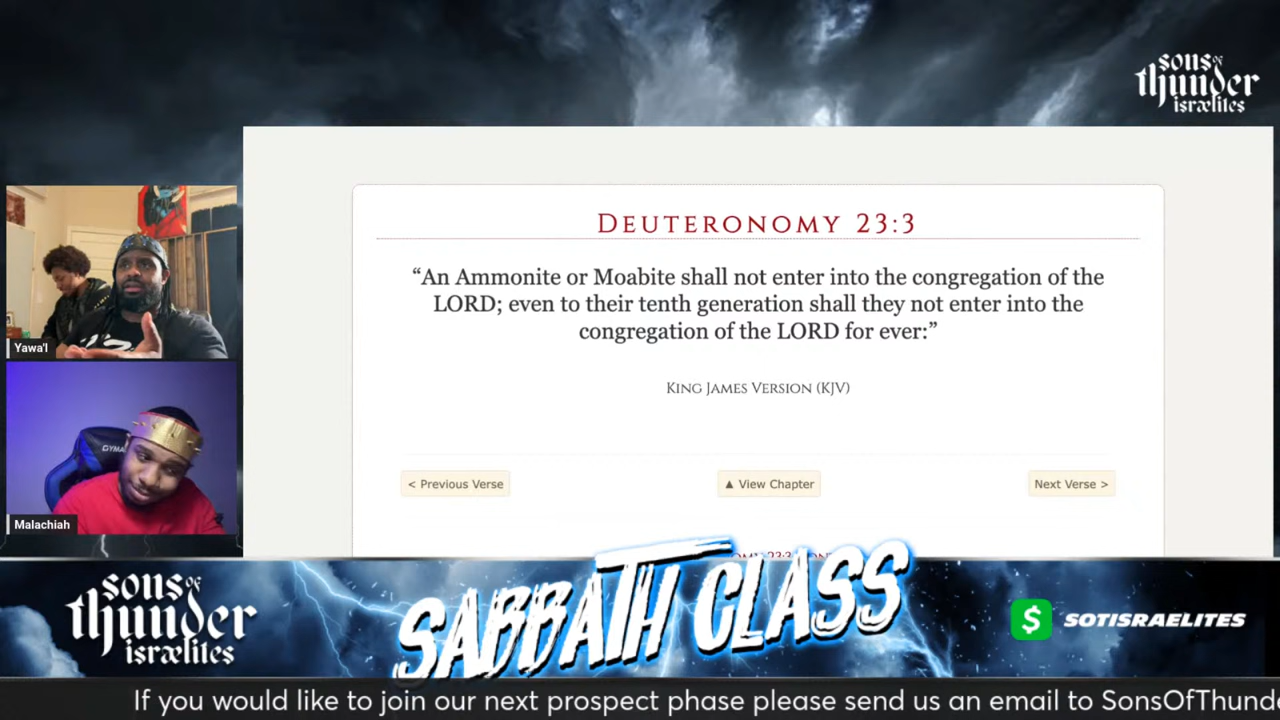 sons of
thunder
israelites
DEUTERONOMY 23:3
“An Ammonite or Moabite shall not enter into the congregation of the
LORD; even to their tenth generation shall they not enter into the
congregation of the LORD for ever:”
KING JAMES VERSION (KJV)
< Previous Verse
▲ View Chapter
Next Verse >
Yawa'l
GYMA
Malachiah
sons of
thunder
israelites
SABBATH CLASS
$ SOTISRAELITES
If you would like to join our next prospect phase please send us an email to SonsOfThund